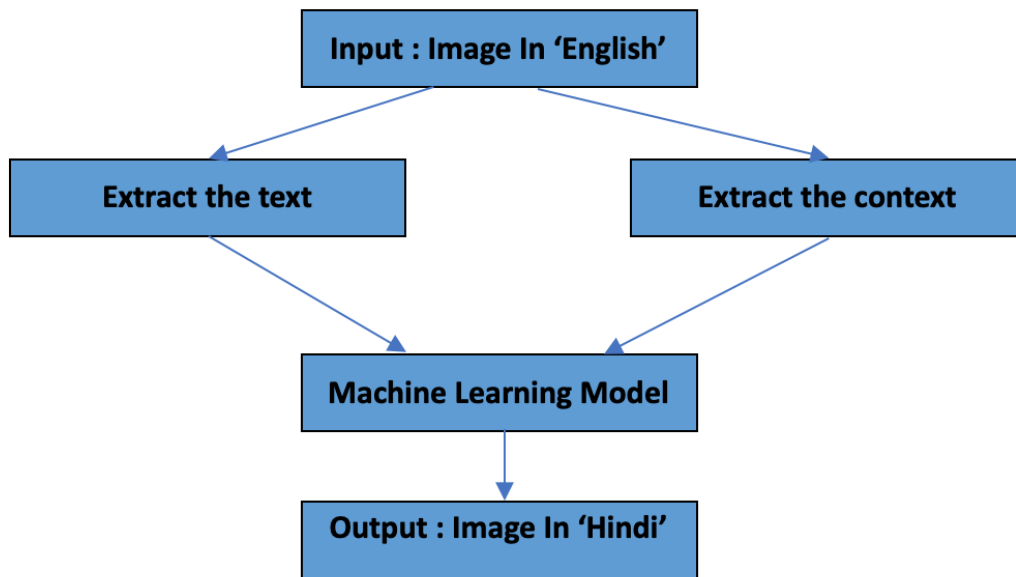 Input : Image In ‘English’
Extract the text
Extract the context
Machine Learning Model
Output : Image In ‘Hindi’